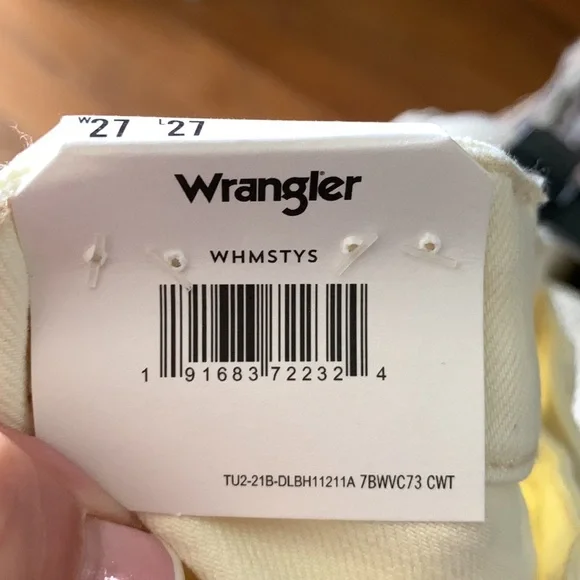 W27 L27
Wrangler
WHMSTYS
1 91683 72232 4
TU2-21B-DLBH11211A 7BWVC73 CWT